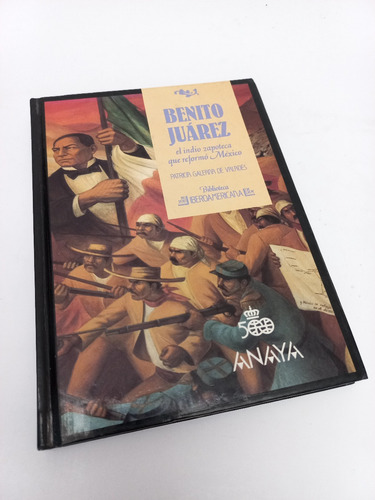 BENITO
JUÁREZ
el indio zapoteca
que reformó México
PATRICIA GALEANA DE VALADÉS
Biblioteca
IBEROAMERICANA
500
ANAYA